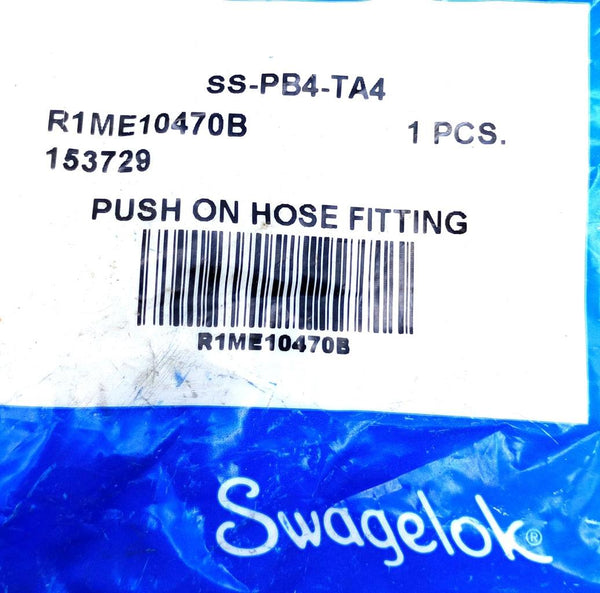 SS-PB4-TA4
R1ME10470B 1 PCS.
153729
PUSH ON HOSE FITTING
R1ME10470B
Swagelok®